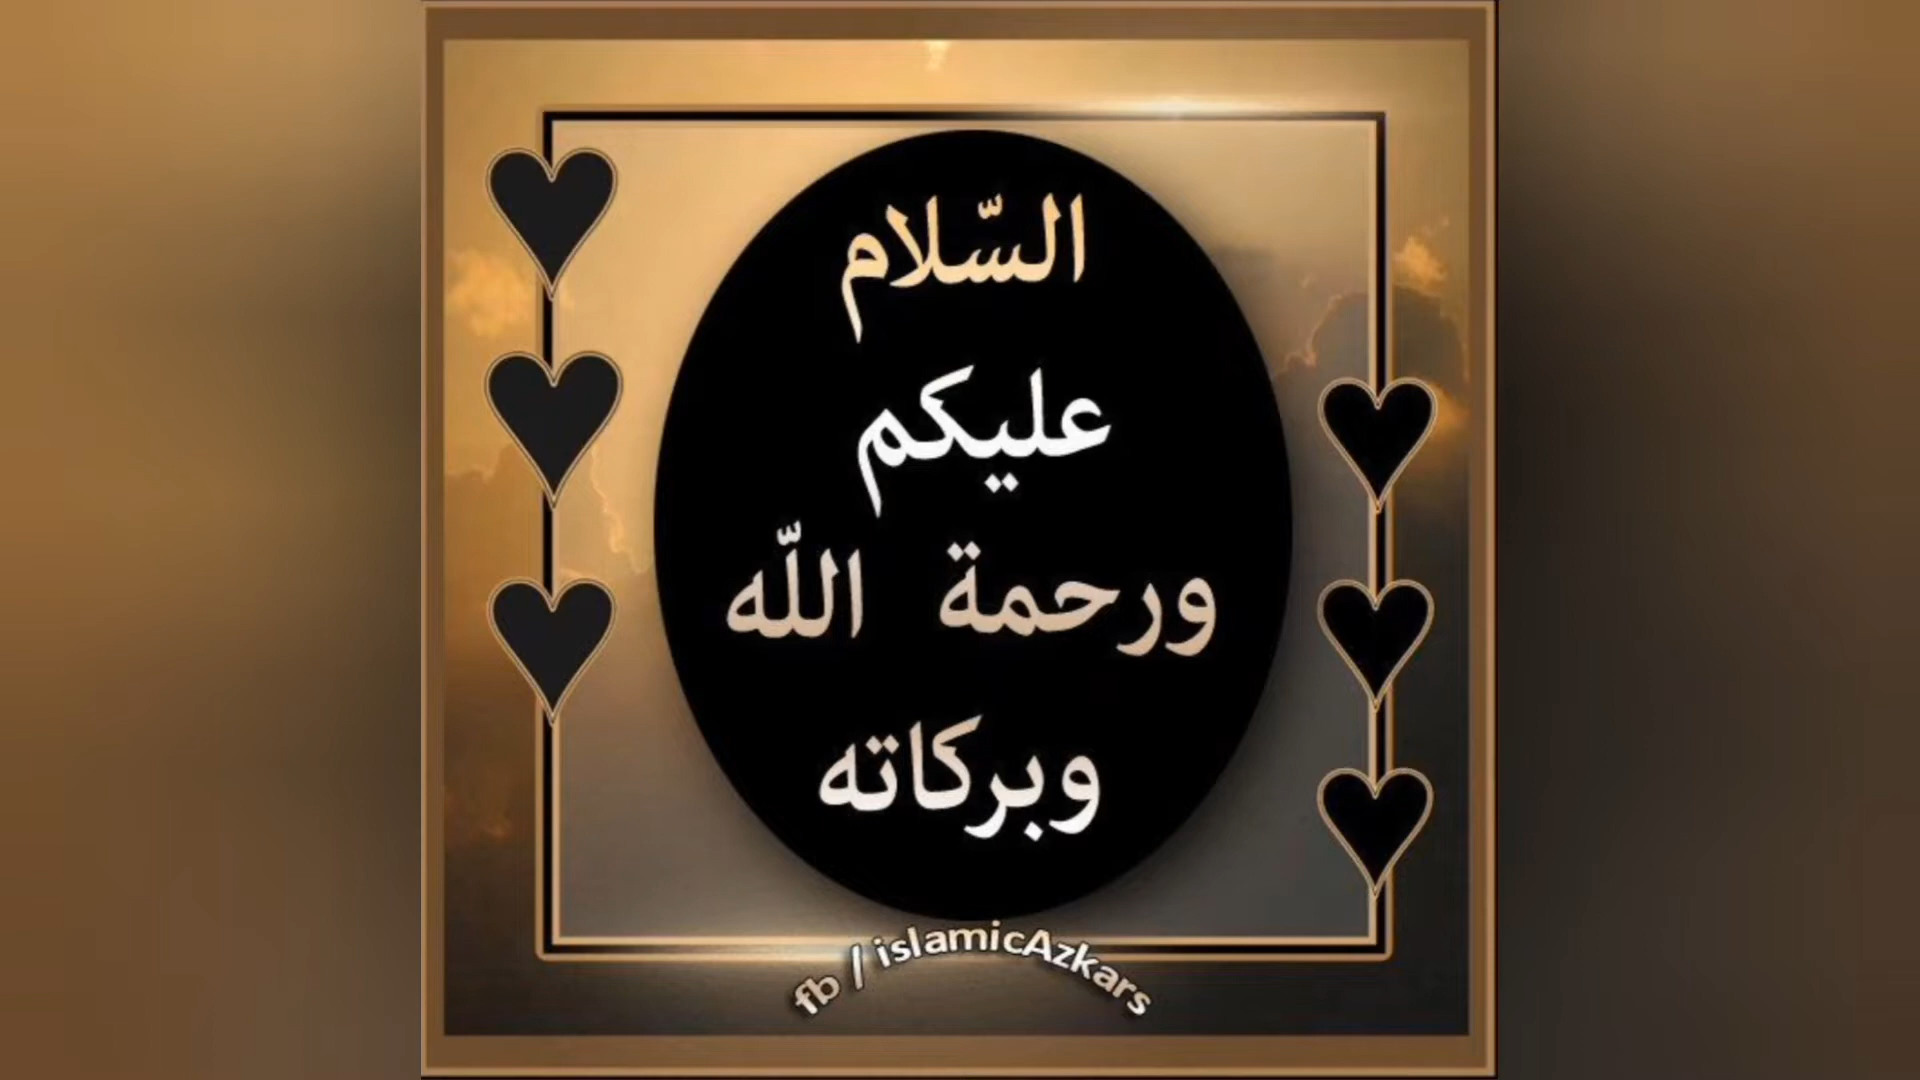 السّلام
عليكم
ورحمة اللّه
وبركاته
fb / islamicAzkars